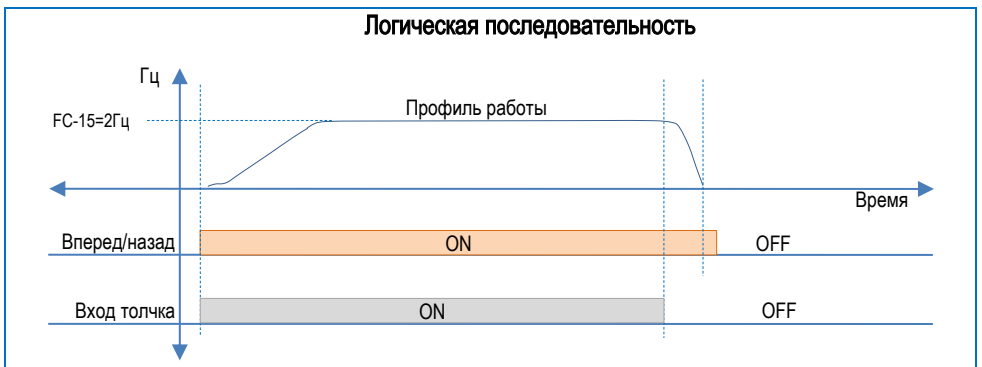 Логическая последовательность
Гц
FC-15=2Гц
Профиль работы
Время
Вперед/назад
ON
OFF
Вход толчка
ON
OFF